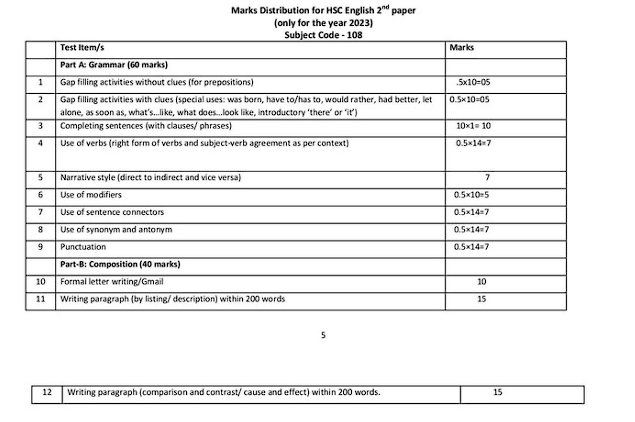 Marks Distribution for HSC English 2nd paper
(only for the year 2023)
Subject Code - 108
Test Item/s Marks
Part A: Grammar (60 marks)
1 Gap filling activities without clues (for prepositions) .5x10=05
2 Gap filling activities with clues (special uses: was born, have to/has to, would rather, had better, let 0.5×10=05
alone, as soon as, what's...like, what does...look like, introductory 'there' or 'it')
3 Completing sentences (with clauses/ phrases) 10×1= 10
4 Use of verbs (right form of verbs and subject-verb agreement as per context) 0.5×14=7
5 Narrative style (direct to indirect and vice versa) 7
6 Use of modifiers 0.5×10=5
7 Use of sentence connectors 0.5×14=7
8 Use of synonym and antonym 0.5×14=7
9 Punctuation 0.5×14=7
Part-B: Composition (40 marks)
10 Formal letter writing/Gmail 10
11 Writing paragraph (by listing/ description) within 200 words 15
5
12 Writing paragraph (comparison and contrast/ cause and effect) within 200 words. 15